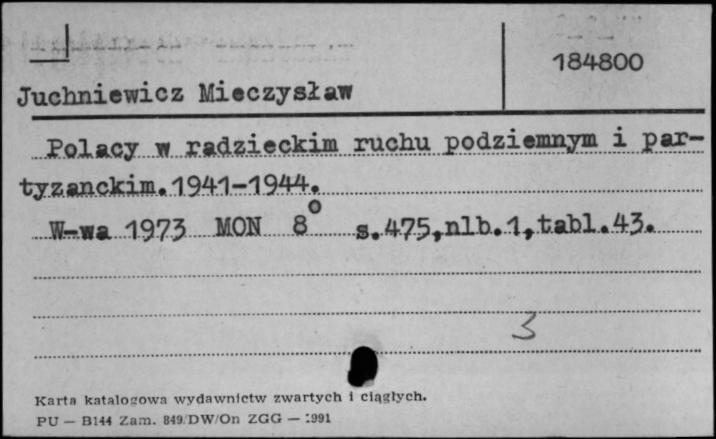 184800
Juchniewicz Mieczysław
Polacy w radzieckim ruchu podziemnym i par-
tyzanckim.1941-1944.
W-wa 1973 MON 8° s.475,nlb.1,tabl.43.
3
Karta katalogowa wydawnictw zwartych i ciągłych.
PU — B144 Zam. 849/DW/On ZGG — 1991